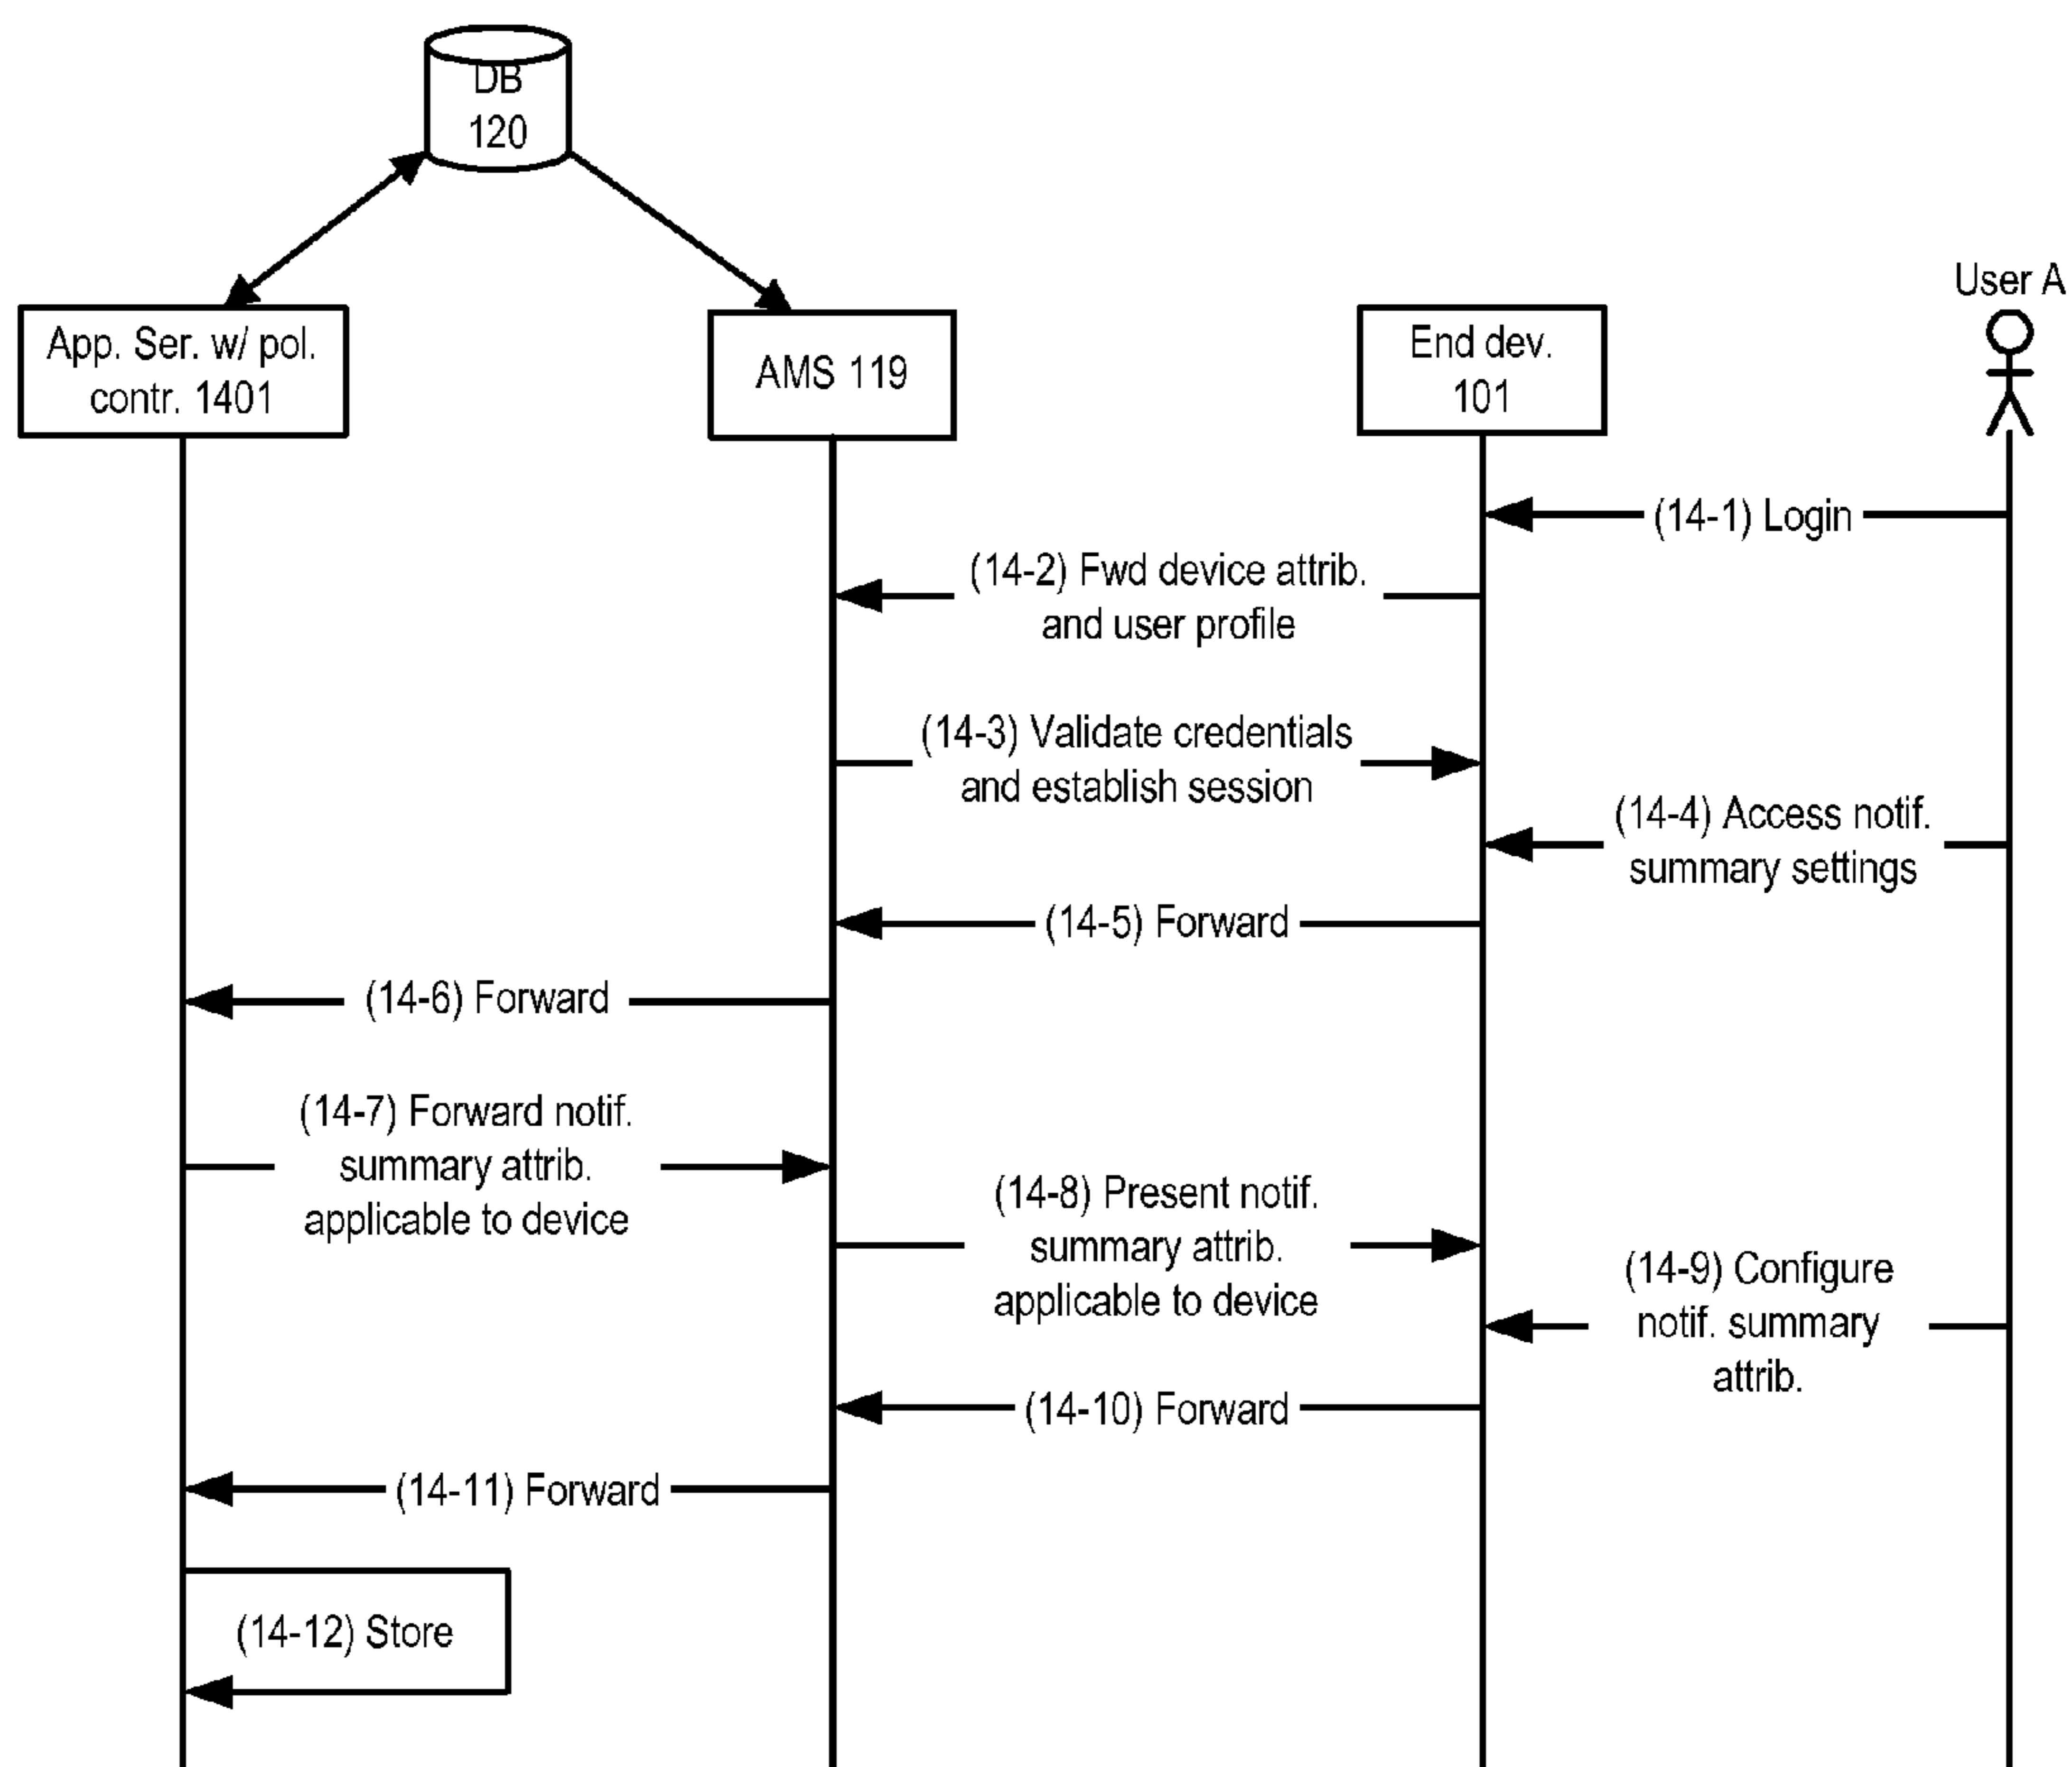 DB
120
User A
App. Ser. w/ pol.
contr. 1401
AMS 119
End dev.
101
(14-1) Login
(14-2) Fwd device attrib.
and user profile
(14-3) Validate credentials
and establish session
(14-4) Access notif.
summary settings
(14-5) Forward
(14-6) Forward
(14-7) Forward notif.
summary attrib.
applicable to device
(14-8) Present notif.
summary attrib.
applicable to device
(14-9) Configure
notif. summary
attrib.
(14-10) Forward
(14-11) Forward
(14-12) Store